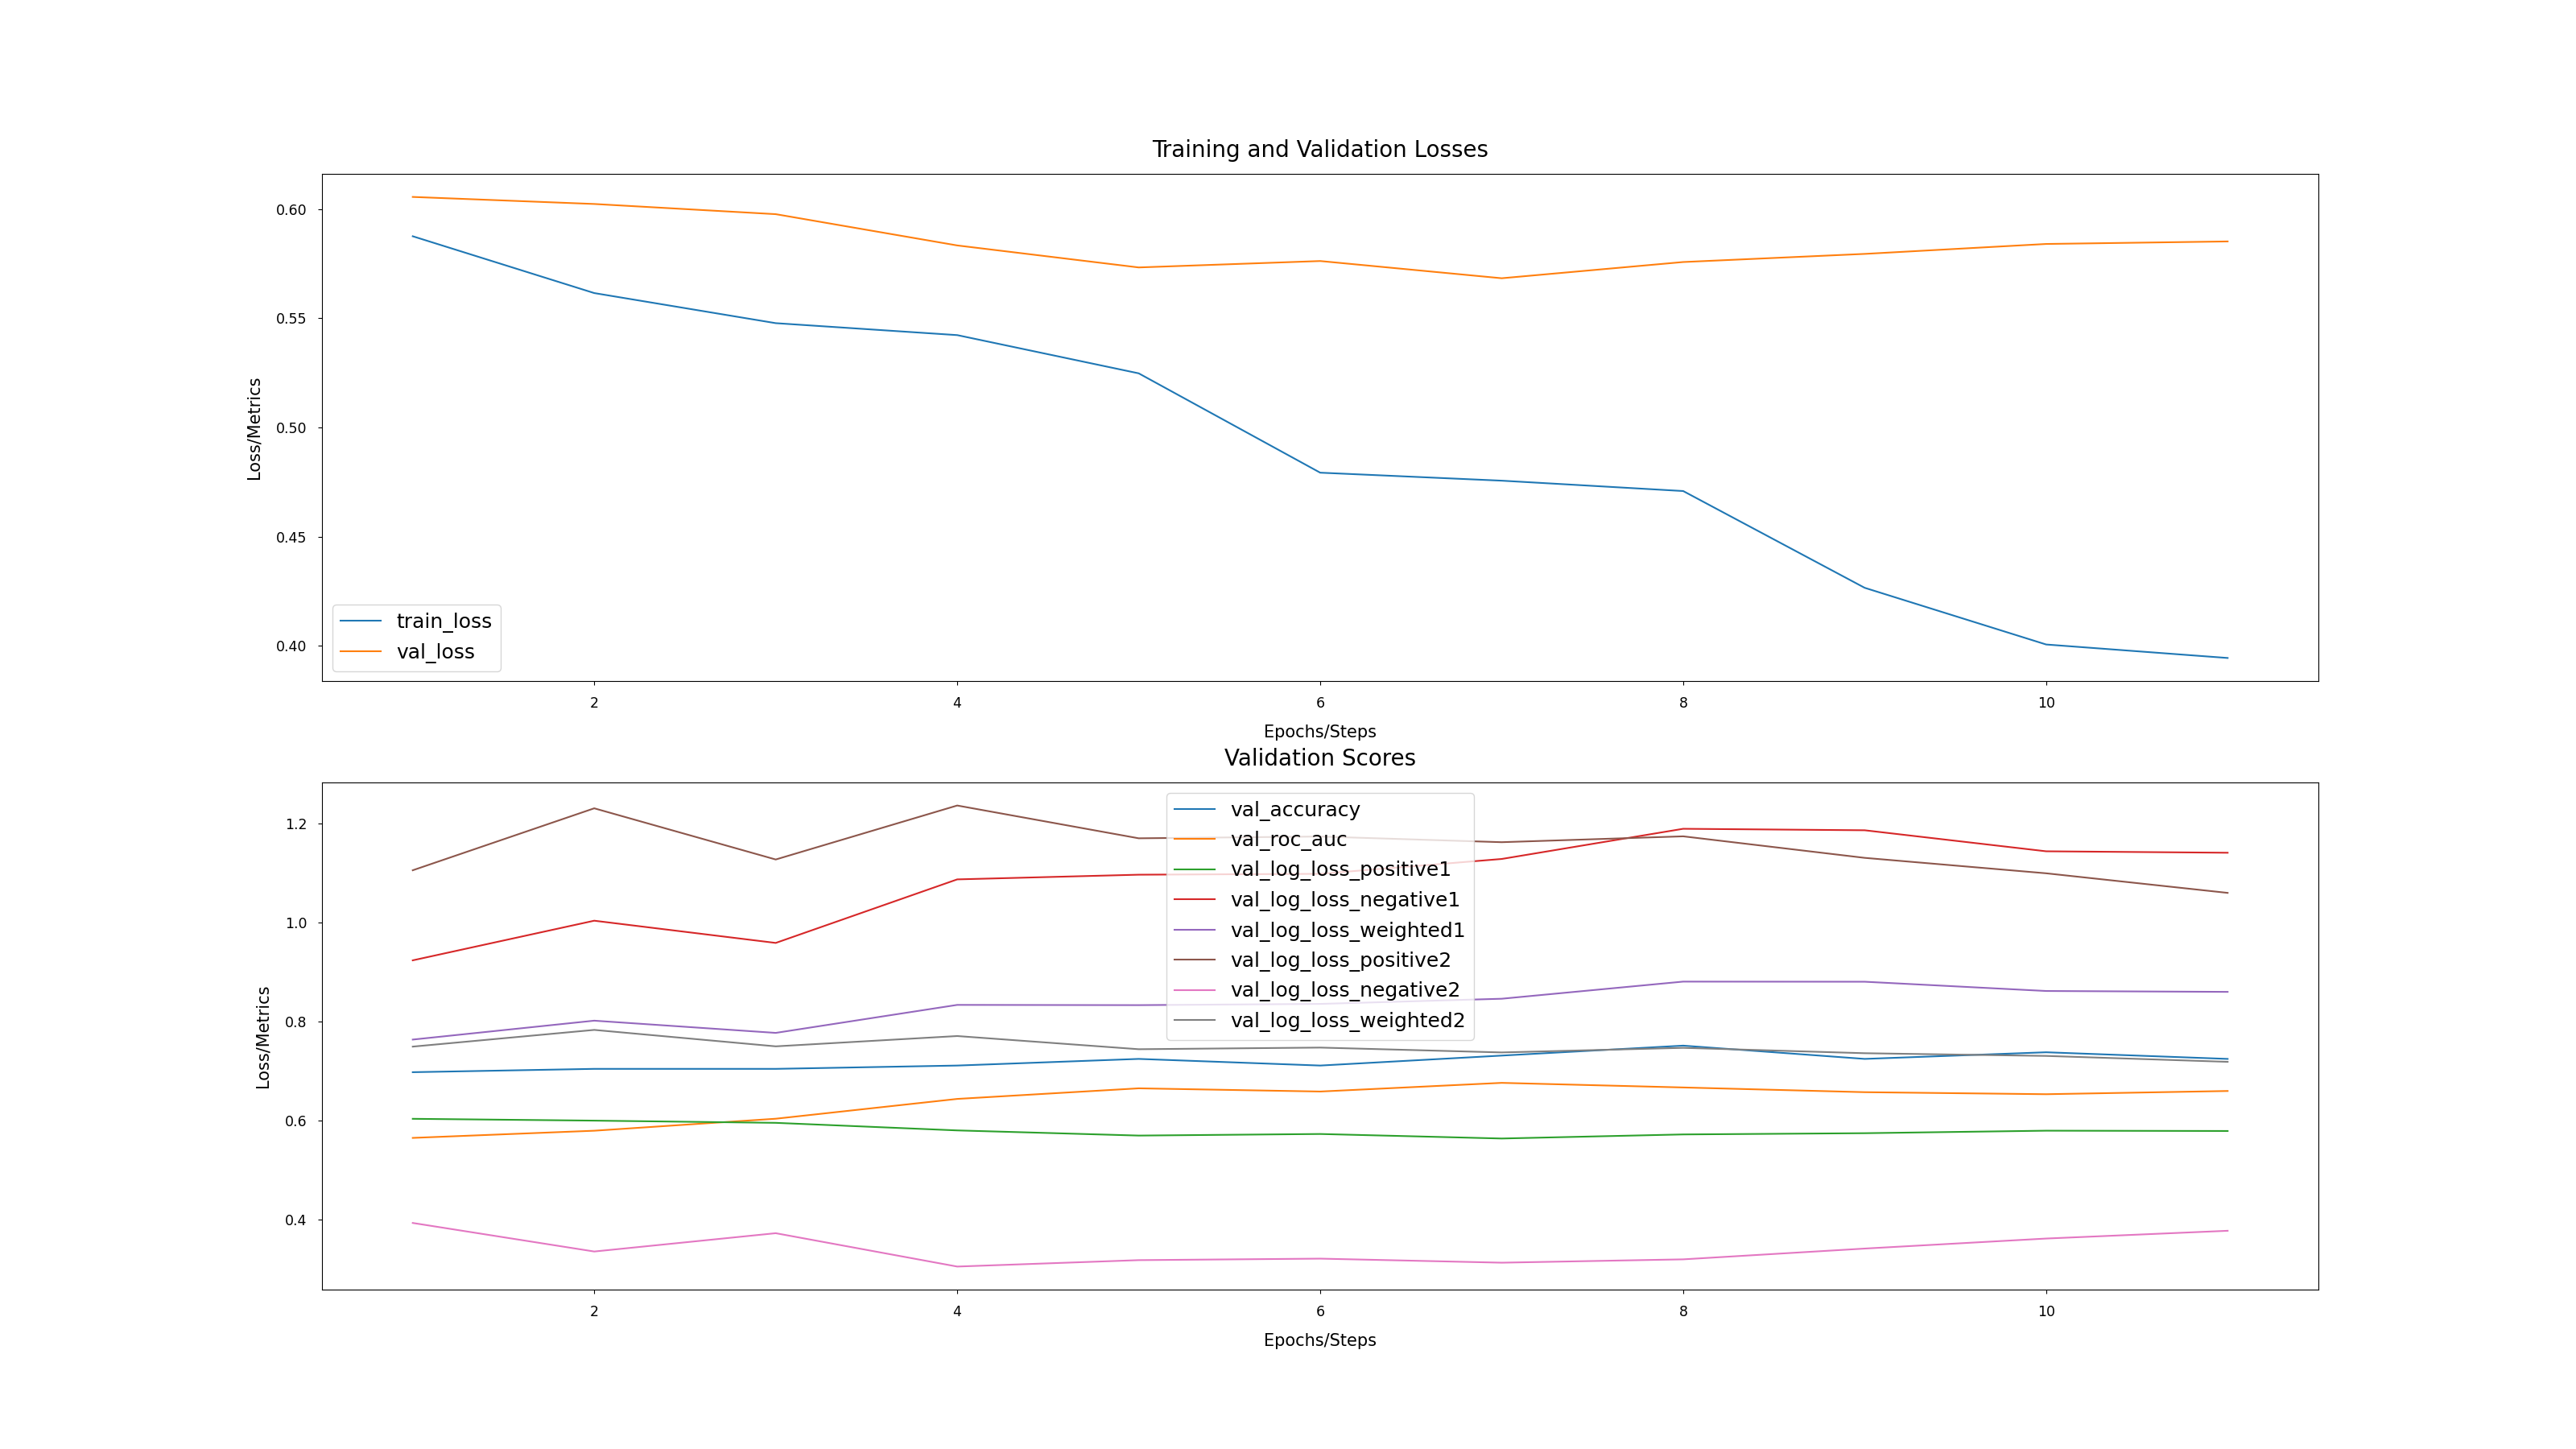 Training and Validation Losses
0.60
0.55
0.50
0.45
0.40
Loss/Metrics
train_loss
val_loss
2 4 6 8 10
Epochs/Steps
Validation Scores
1.2
1.0
0.8
0.6
0.4
Loss/Metrics
val_accuracy
val_roc_auc
val_log_loss_positive1
val_log_loss_negative1
val_log_loss_weighted1
val_log_loss_positive2
val_log_loss_negative2
val_log_loss_weighted2
2 4 6 8 10
Epochs/Steps